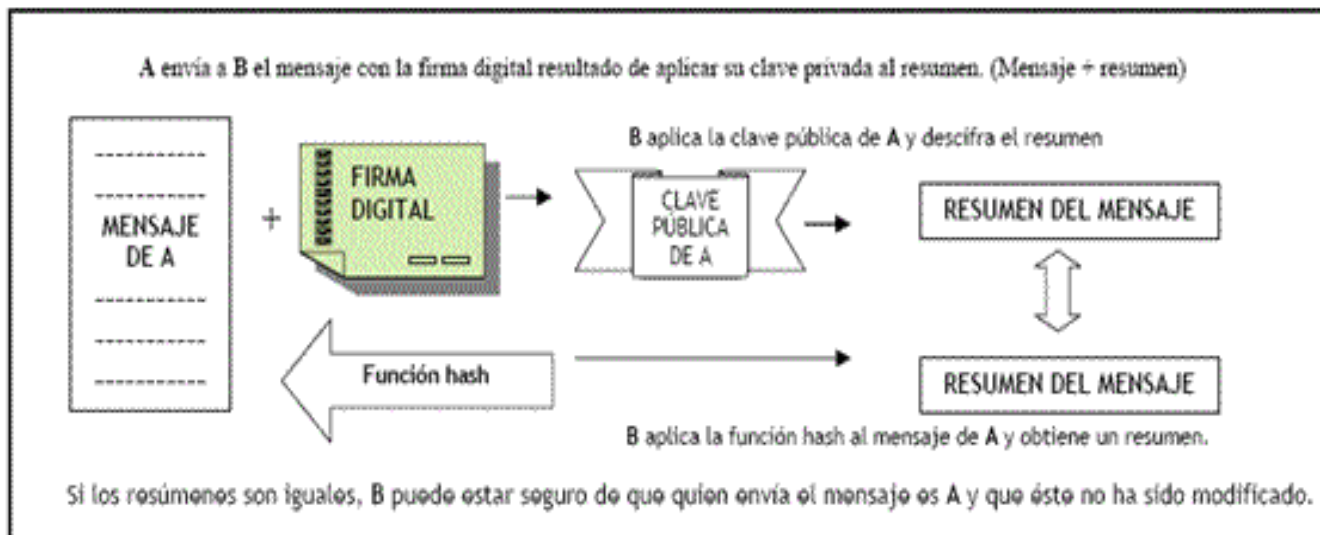 A envía a B el mensaje con la firma digital resultado de aplicar su clave privada al resumen. (Mensaje + resumen)
B aplica la clave pública de A y descifra el resumen
MENSAJE
DE A
+
FIRMA
DIGITAL
CLAVE
PÚBLICA
DE A
RESUMEN DEL MENSAJE
Función hash
RESUMEN DEL MENSAJE
B aplica la función hash al mensaje de A y obtiene un resumen.
Si los resúmenes son iguales, B puede estar seguro de que quien envía el mensaje es A y que éste no ha sido modificado.